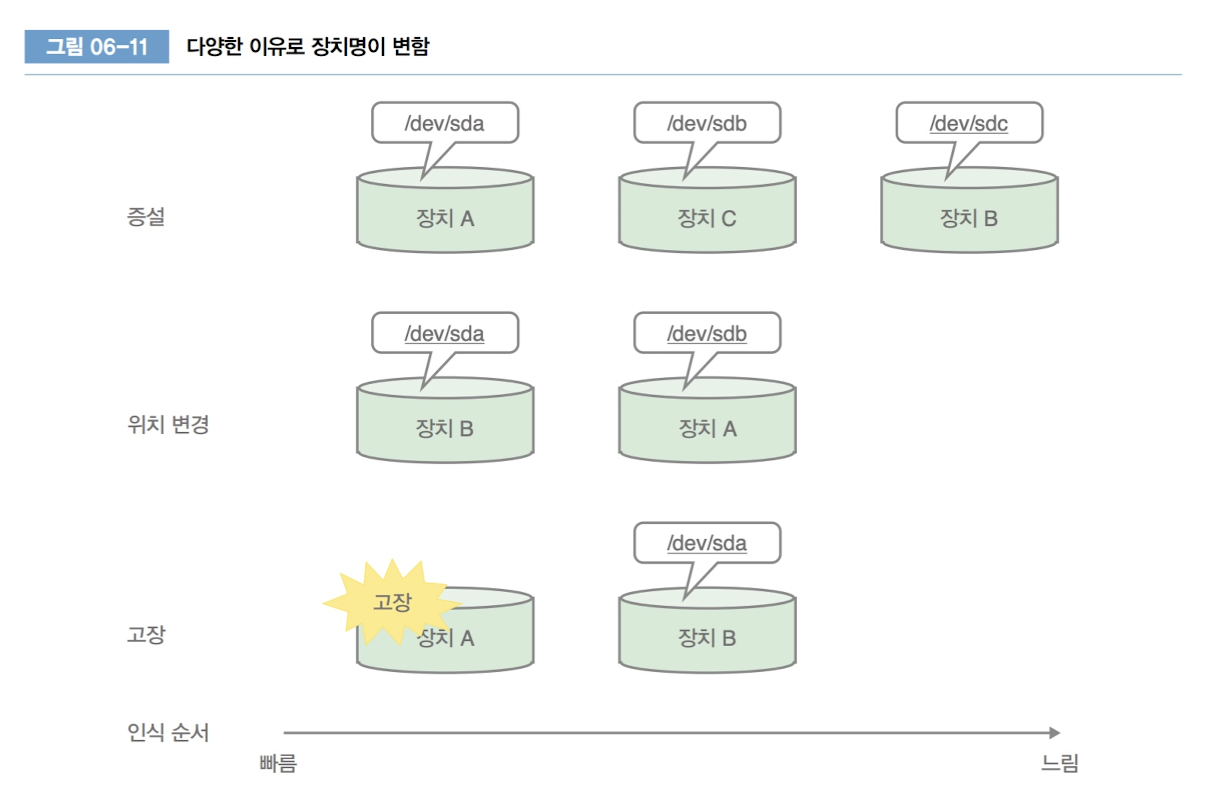 그림 06-11 다양한 이유로 장치명이 변함
/dev/sda /dev/sdb /dev/sdc
증설 장치 A 장치 C 장치 B
/dev/sda /dev/sdb
위치 변경 장치 B 장치 A
/dev/sda
고장
고장 장치 A 장치 B
인식 순서
빠름 느림